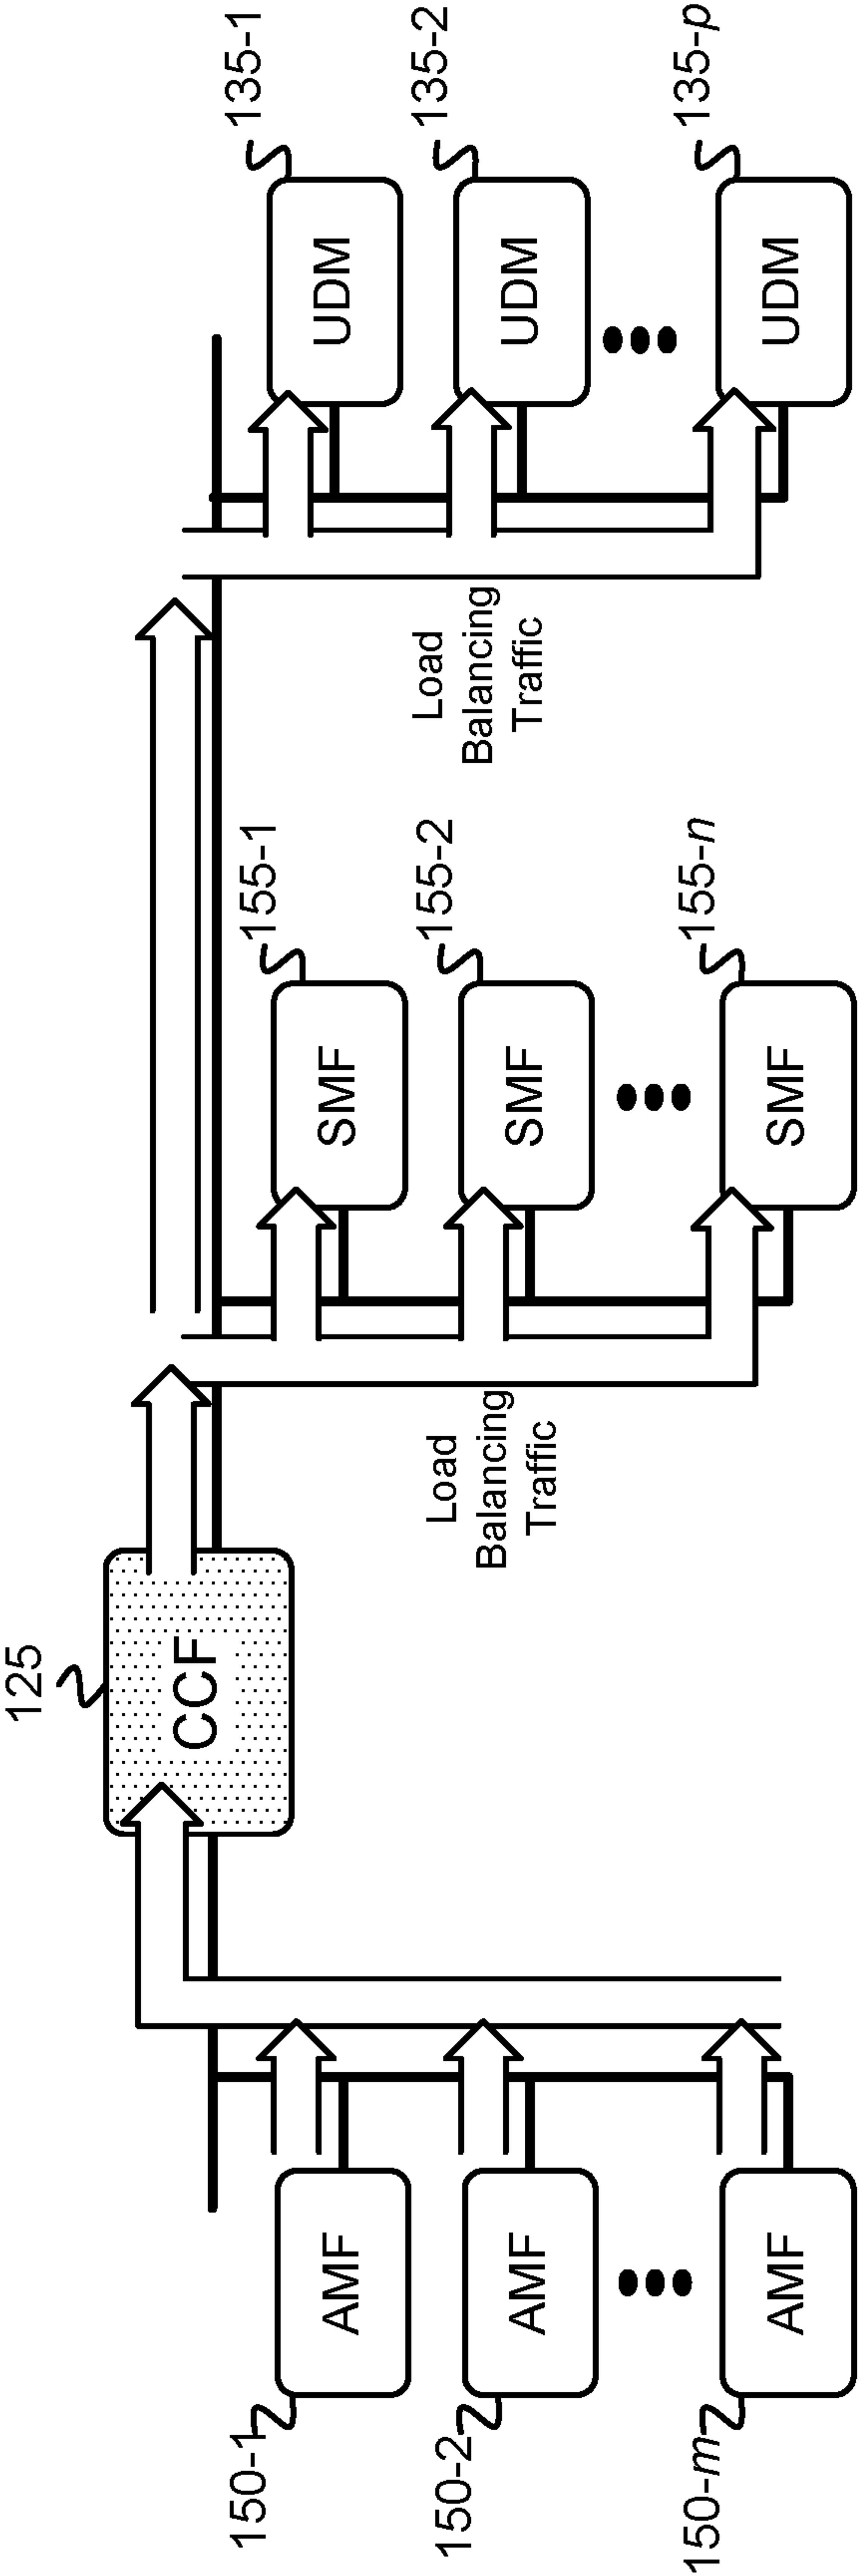 125
CCF
150-1
AMF
150-2
AMF
150-m
AMF
Load
Balancing
Traffic
155-1
SMF
155-2
SMF
155-n
SMF
Load
Balancing
Traffic
135-1
UDM
135-2
UDM
135-p
UDM